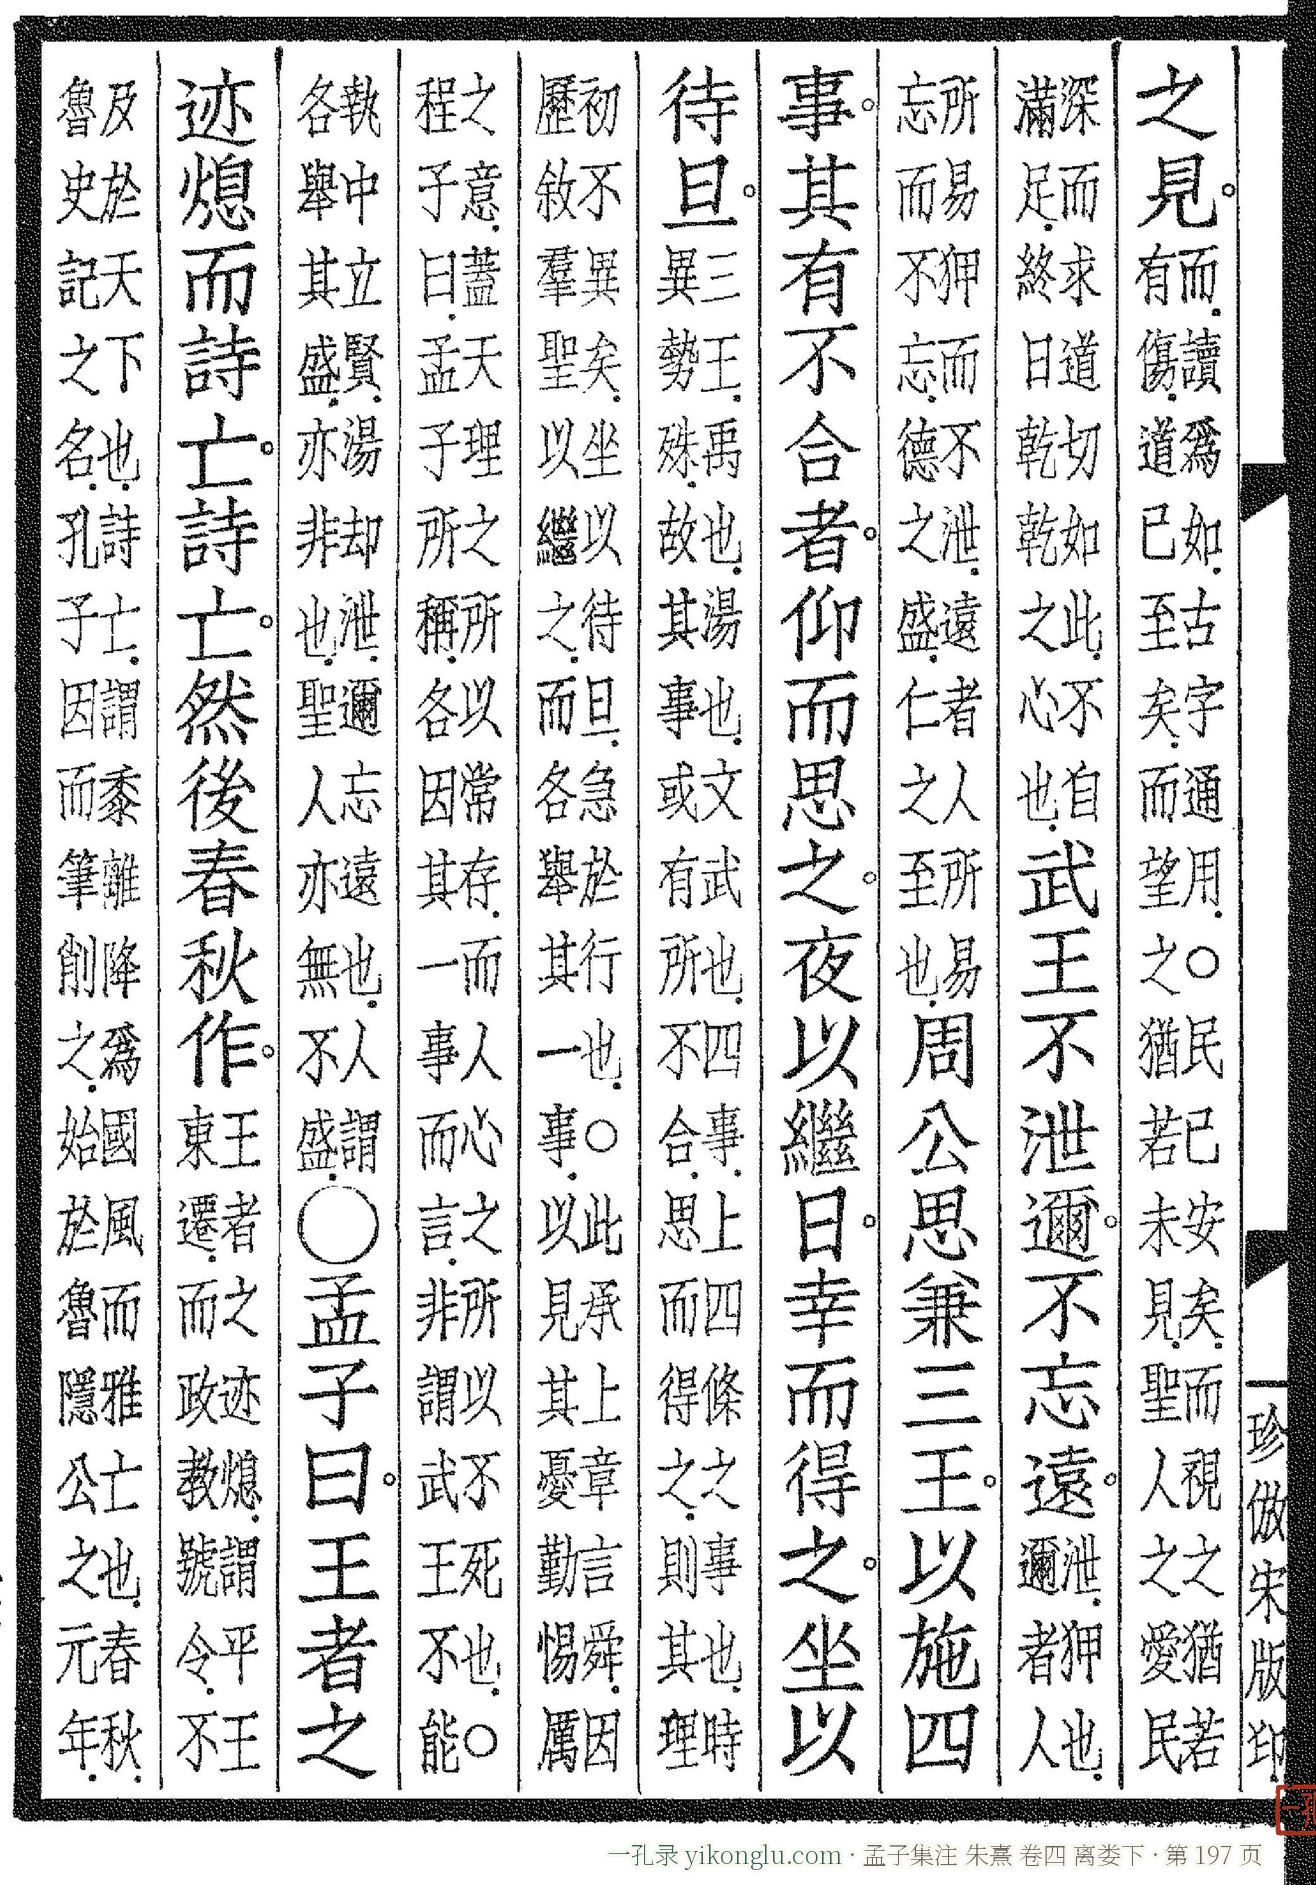 珍倣宋版印
之見。而.讀爲如.古字通用.○民已安矣.而視之猶若有傷.道已至矣.而望之猶若未見.聖人之愛民
深而求道切如此.不自滿足.終日乾乾之心也.武王不泄邇。不忘遠。泄.狎也.邇者人
所易狎而不泄.遠者人所易忘而不忘.德之盛.仁之至也.周公思兼三王。以施四
事。其有不合者。仰而思之。夜以繼日。幸而得之。坐以
待旦。三王.禹也.湯也.文武也.四事.上四條之事也.時異勢殊.故其事或有所不合.思而得之.則其理
初不異矣.坐以待旦.急於行也.○此承上章言舜.因歷敘羣聖以繼之.而各舉其一事.以見其憂勤惕厲
之意.蓋天理之所以常存.而人心之所以不死也.○程子曰.孟子所稱.各因其一事而言.非謂武王不能
執中立賢.湯却泄.邇忘遠也.人謂各舉其盛.亦非也.聖人亦無不盛.○孟子曰。王者之
迹熄而詩亡。詩亡。然後春秋作。王者之迹熄.謂平王東遷.而政教號令.不
及於天下也.詩亡.謂黍離降爲國風而雅亡也.春秋.魯史記之名.孔子因而筆削之.始於魯隱公之元年.
一孔录 yikonglu.com · 孟子集注 朱熹 卷四 离娄下 · 第 197 页